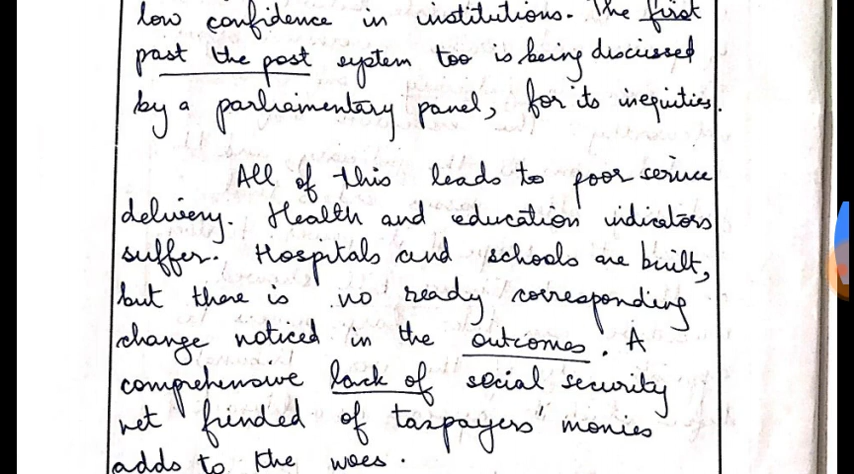 low confidence in institutions. The first
past the post system too is being discussed
by a parliamentary panel, for its inequities.
All of this leads to poor service
delivery. Health and education indicators
suffer. Hospitals and schools are built,
but there is no ready corresponding
change noticed in the outcomes. A
comprehensive lack of social security
net funded of taxpayers' monies
adds to the woes.